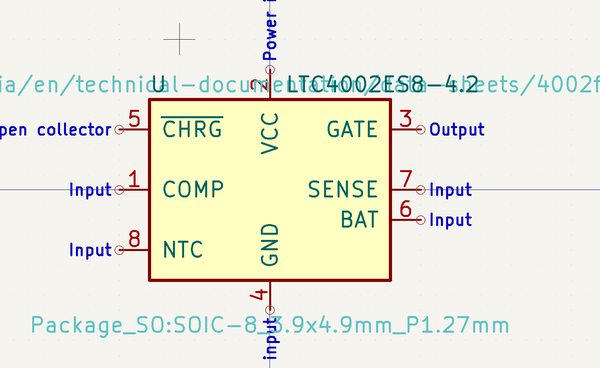 Power i
ia/en/technical-documentation/data-sheets/4002f
U
2
LTC4002ES8-4.2
pen collector
5
CHRG
VCC
GATE
3
Output
Input
1
COMP
SENSE
7
Input
BAT
6
Input
Input
8
NTC
GND
4
Package_SO:SOIC-8_3.9x4.9mm_P1.27mm
input